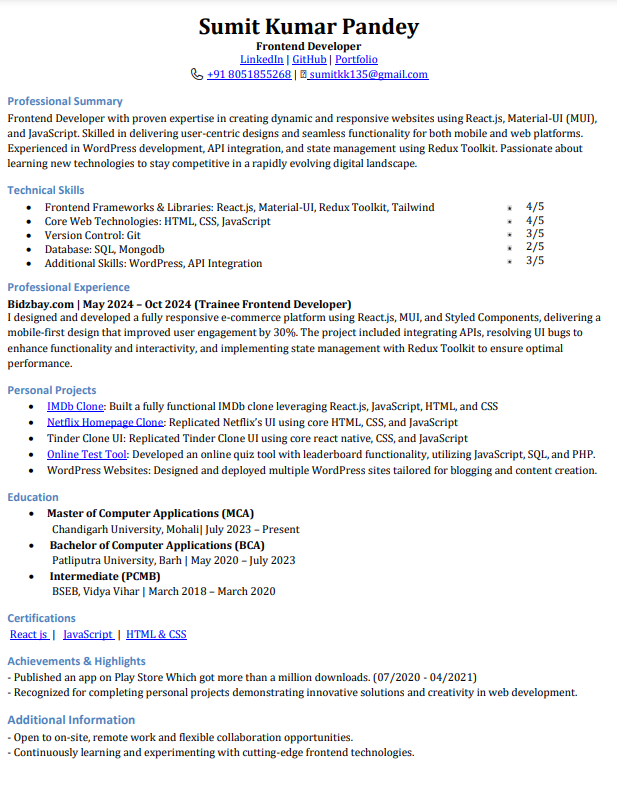 Sumit Kumar Pandey
Frontend Developer
LinkedIn | GitHub | Portfolio
+91 8051855268 | sumitkk135@gmail.com
Professional Summary
Frontend Developer with proven expertise in creating dynamic and responsive websites using React.js, Material-UI (MUI),
and JavaScript. Skilled in delivering user-centric designs and seamless functionality for both mobile and web platforms.
Experienced in WordPress development, API integration, and state management using Redux Toolkit. Passionate about
learning new technologies to stay competitive in a rapidly evolving digital landscape.
Technical Skills
• Frontend Frameworks & Libraries: React.js, Material-UI, Redux Toolkit, Tailwind * 4/5
• Core Web Technologies: HTML, CSS, JavaScript * 4/5
• Version Control: Git * 3/5
• Database: SQL, Mongodb * 2/5
• Additional Skills: WordPress, API Integration * 3/5
Professional Experience
Bidzbay.com | May 2024 – Oct 2024 (Trainee Frontend Developer)
I designed and developed a fully responsive e-commerce platform using React.js, MUI, and Styled Components, delivering a
mobile-first design that improved user engagement by 30%. The project included integrating APIs, resolving UI bugs to
enhance functionality and interactivity, and implementing state management with Redux Toolkit to ensure optimal
performance.
Personal Projects
• IMDb Clone: Built a fully functional IMDb clone leveraging React.js, JavaScript, HTML, and CSS
• Netflix Homepage Clone: Replicated Netflix's UI using core HTML, CSS, and JavaScript
• Tinder Clone UI: Replicated Tinder Clone UI using core react native, CSS, and JavaScript
• Online Test Tool: Developed an online quiz tool with leaderboard functionality, utilizing JavaScript, SQL, and PHP.
• WordPress Websites: Designed and deployed multiple WordPress sites tailored for blogging and content creation.
Education
• Master of Computer Applications (MCA)
Chandigarh University, Mohali| July 2023 – Present
• Bachelor of Computer Applications (BCA)
Patliputra University, Barh | May 2020 – July 2023
• Intermediate (PCMB)
BSEB, Vidya Vihar | March 2018 – March 2020
Certifications
React js | JavaScript | HTML & CSS
Achievements & Highlights
- Published an app on Play Store Which got more than a million downloads. (07/2020 - 04/2021)
- Recognized for completing personal projects demonstrating innovative solutions and creativity in web development.
Additional Information
- Open to on-site, remote work and flexible collaboration opportunities.
- Continuously learning and experimenting with cutting-edge frontend technologies.